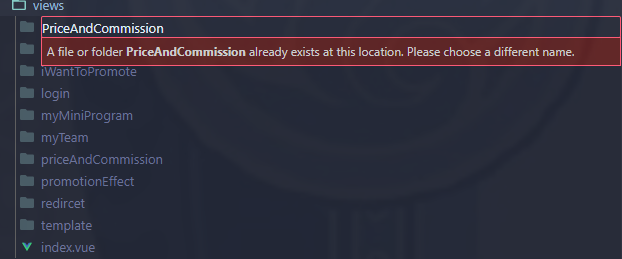 views
PriceAndCommission
A file or folder PriceAndCommission already exists at this location. Please choose a different name.
iWantToPromote
login
myMiniProgram
myTeam
priceAndCommission
promotionEffect
redircet
template
index.vue